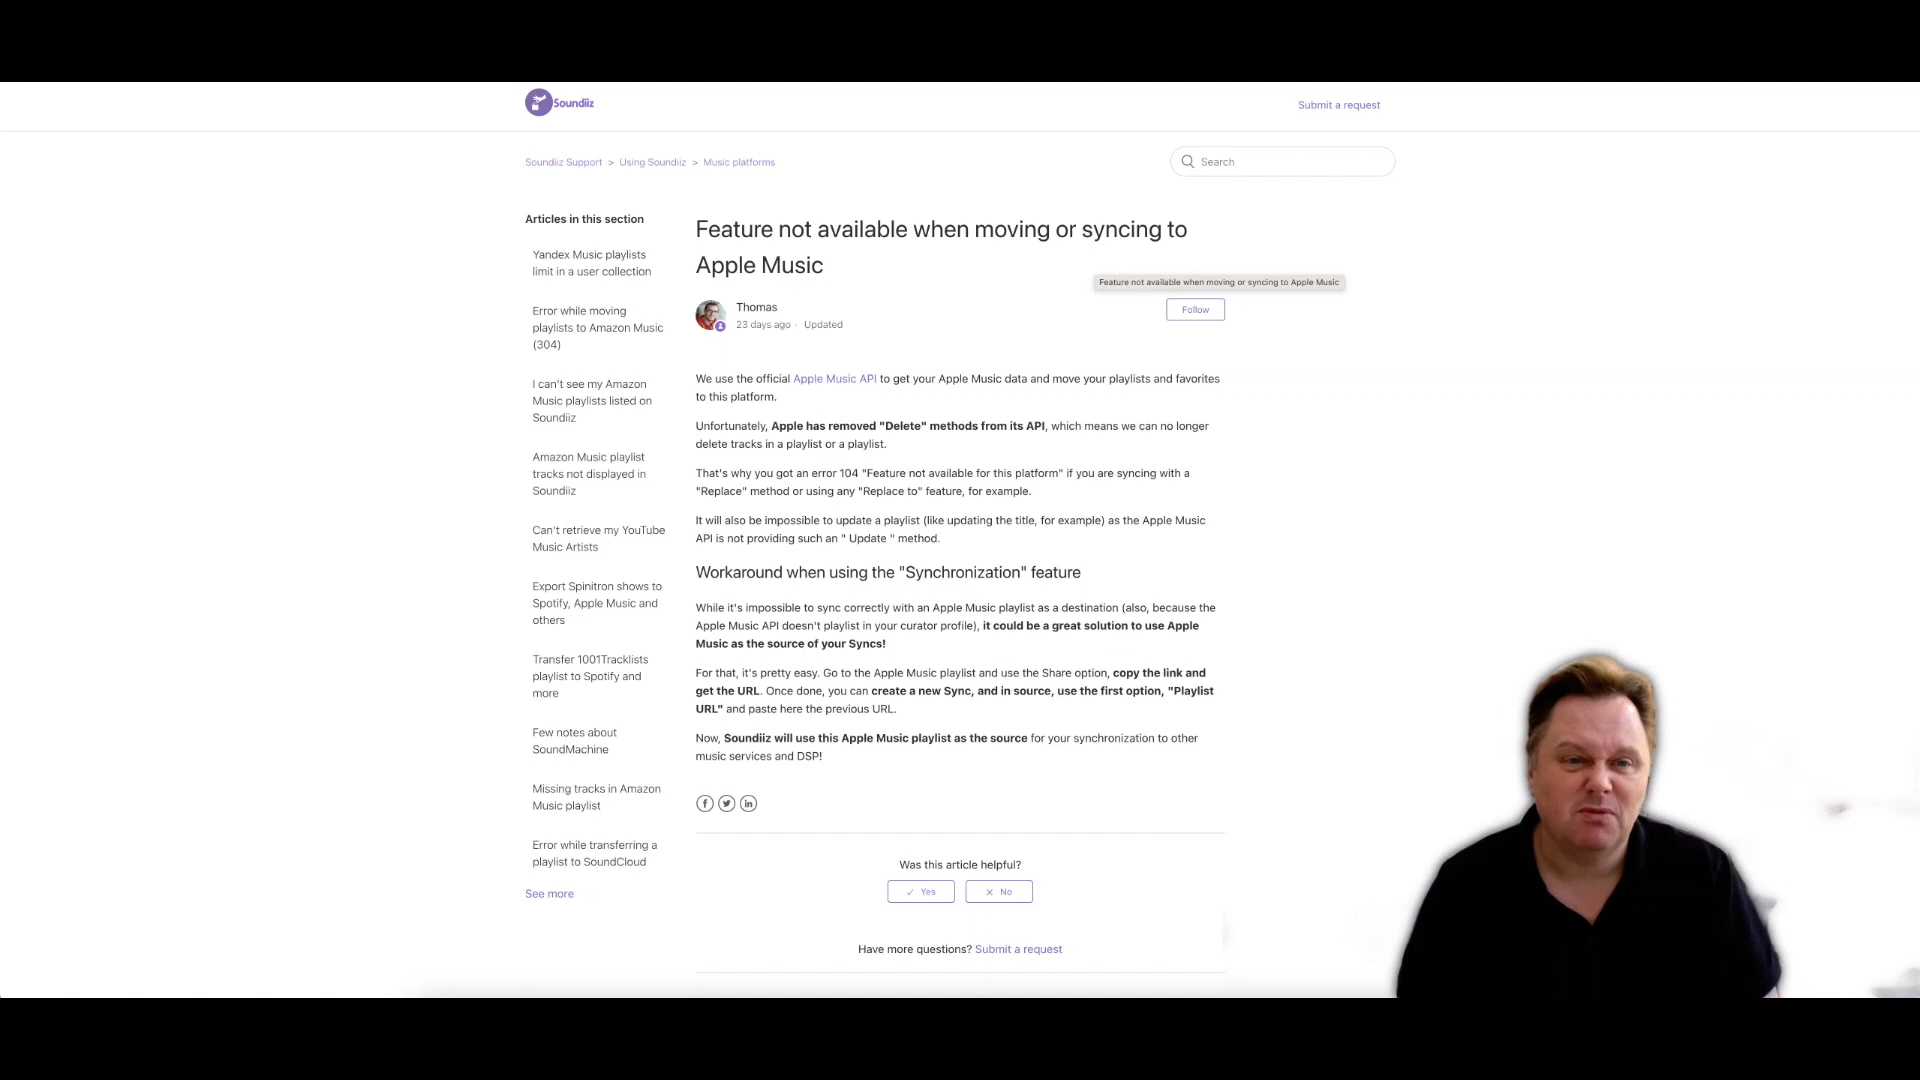 Soundiiz
Submit a request
Soundiiz Support > Using Soundiiz > Music platforms
Search
Articles in this section
Yandex Music playlists
limit in a user collection
Error while moving
playlists to Amazon Music
(304)
I can't see my Amazon
Music playlists listed on
Soundiiz
Amazon Music playlist
tracks not displayed in
Soundiiz
Can't retrieve my YouTube
Music Artists
Export Spinitron shows to
Spotify, Apple Music and
others
Transfer 1001Tracklists
playlist to Spotify and
more
Few notes about
SoundMachine
Missing tracks in Amazon
Music playlist
Error while transferring a
playlist to SoundCloud
See more
Feature not available when moving or syncing to
Apple Music
Feature not available when moving or syncing to Apple Music
Thomas
23 days ago · Updated
Follow
We use the official Apple Music API to get your Apple Music data and move your playlists and favorites
to this platform.
Unfortunately, Apple has removed "Delete" methods from its API, which means we can no longer
delete tracks in a playlist or a playlist.
That's why you got an error 104 "Feature not available for this platform" if you are syncing with a
"Replace" method or using any "Replace to" feature, for example.
It will also be impossible to update a playlist (like updating the title, for example) as the Apple Music
API is not providing such an " Update " method.
Workaround when using the "Synchronization" feature
While it's impossible to sync correctly with an Apple Music playlist as a destination (also, because the
Apple Music API doesn't playlist in your curator profile), it could be a great solution to use Apple
Music as the source of your Syncs!
For that, it's pretty easy. Go to the Apple Music playlist and use the Share option, copy the link and
get the URL. Once done, you can create a new Sync, and in source, use the first option, "Playlist
URL" and paste here the previous URL.
Now, Soundiiz will use this Apple Music playlist as the source for your synchronization to other
music services and DSP!
Was this article helpful?
Yes
No
Have more questions? Submit a request